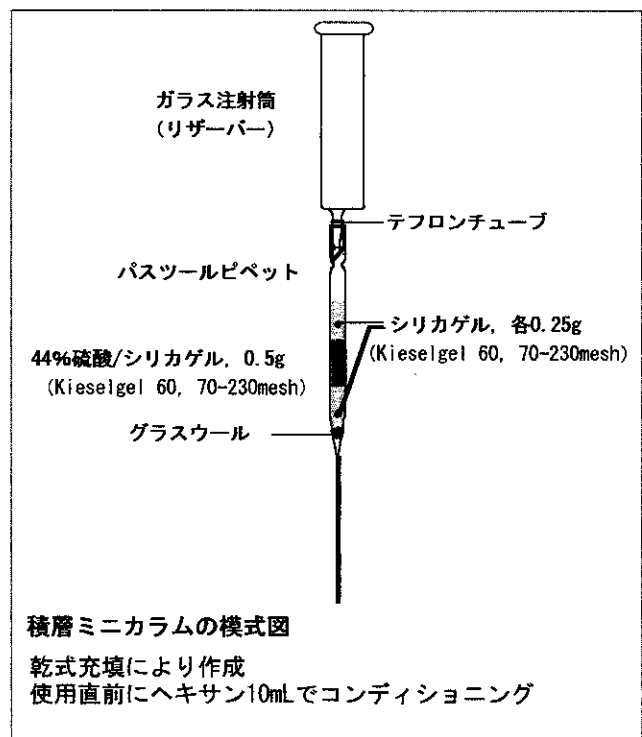 ガラス注射筒
(リザーバー)
テフロンチューブ
パスツールピペット
シリカゲル, 各0.25g
(Kieselgel 60, 70-230mesh)
44%硫酸/シリカゲル, 0.5g
(Kieselgel 60, 70-230mesh)
グラスウール
積層ミニカラムの模式図
乾式充填により作成
使用直前にヘキサン10mLでコンディショニング